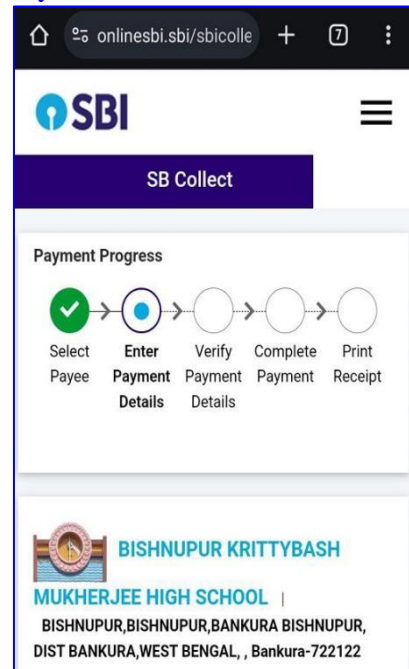 onlinesbi.sbi/sbicolle + 7
SBI
SB Collect
Payment Progress
Select Payee
Enter Payment Details
Verify Payment Details
Complete Payment
Print Receipt
BISHNUPUR KRITTYBASH
MUKHERJEE HIGH SCHOOL |
BISHNUPUR,BISHNUPUR,BANKURA BISHNUPUR,
DIST BANKURA,WEST BENGAL, , Bankura-722122